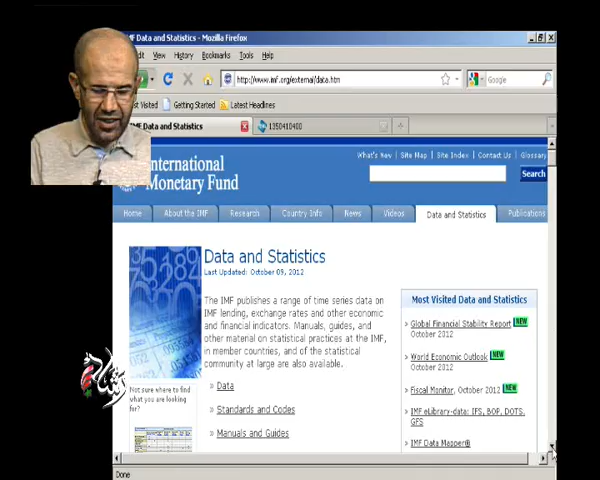 MF Data and Statistics - Mozilla Firefox
dit View History Bookmarks Tools Help
http://www.imf.org/external/data.htm
Google
Visited Getting Started Latest Headlines
MF Data and Statistics
1350410400
What's New | Site Map | Site Index | Contact Us | Glossary
International
Monetary Fund
Search
Home About the IMF Research Country Info News Videos Data and Statistics Publications
Data and Statistics
Last Updated: October 09, 2012
The IMF publishes a range of time series data on
IMF lending, exchange rates and other economic
and financial indicators. Manuals, guides, and
other material on statistical practices at the IMF,
in member countries, and of the statistical
community at large are also available.
» Data
» Standards and Codes
» Manuals and Guides
Not sure where to find
what you are looking
for?
Most Visited Data and Statistics
Global Financial Stability Report NEW
October 2012
World Economic Outlook NEW
October 2012
Fiscal Monitor, October 2012 NEW
IMF eLibrary-data: IFS, BOP, DOTS,
GFS
IMF Data Mapper®
Done